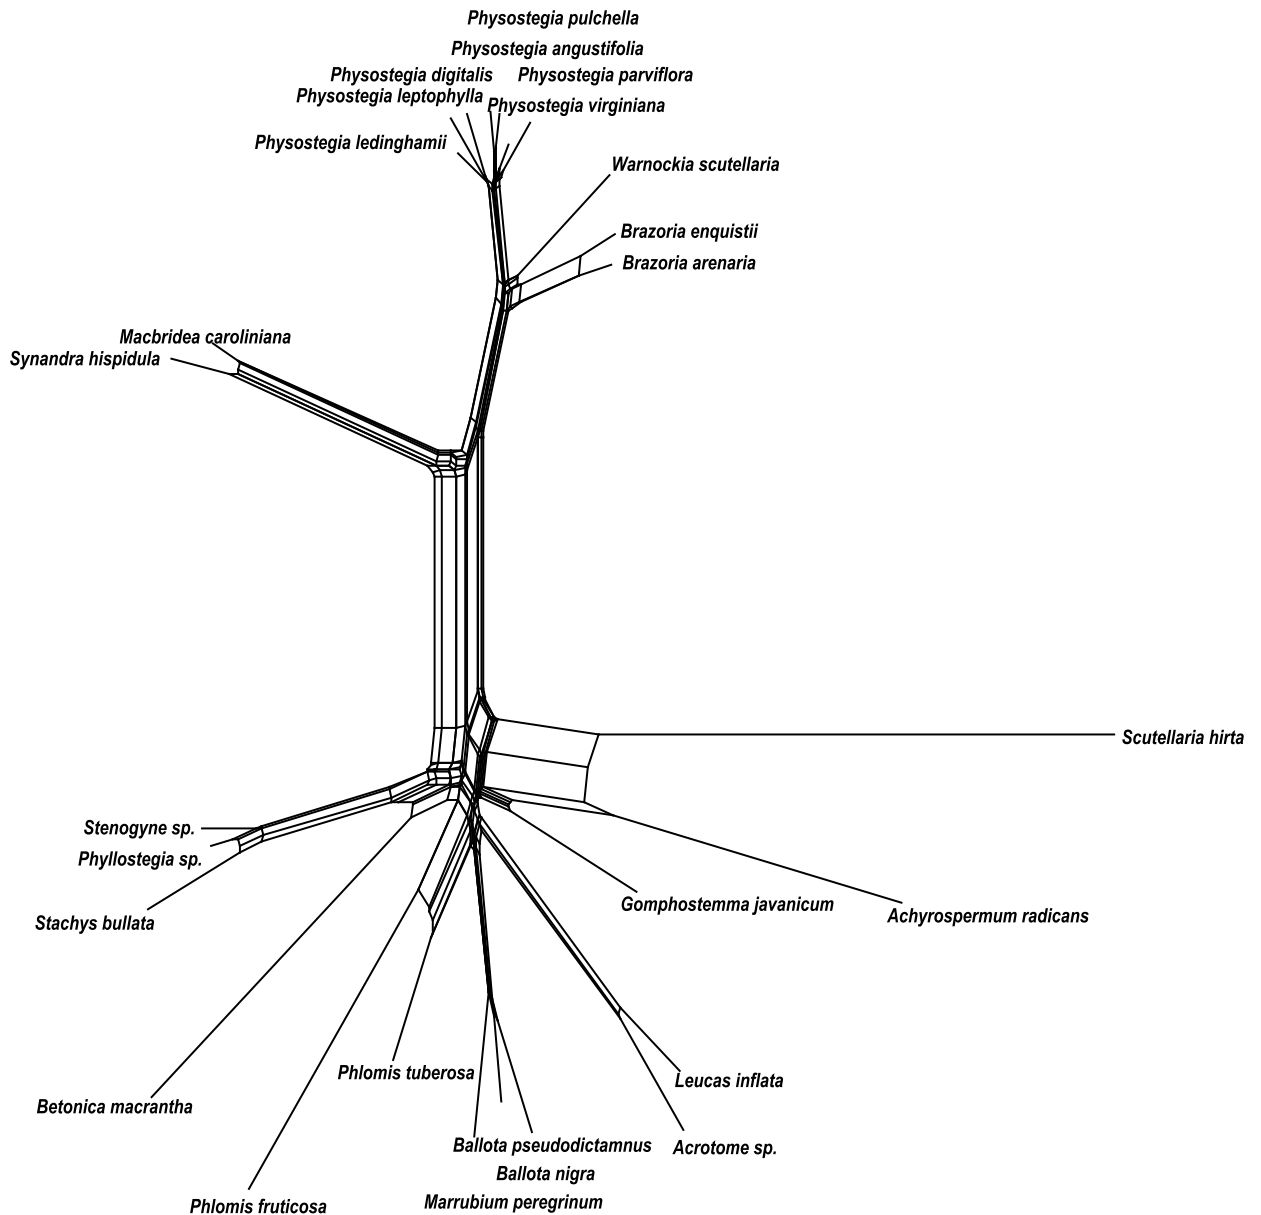 Physostegia pulchella
Physostegia angustifolia
Physostegia digitalis
Physostegia parviflora
Physostegia leptophylla
Physostegia virginiana
Physostegia ledinghamii
Warnockia scutellaria
Brazoria enquistii
Brazoria arenaria
Macbridea caroliniana
Synandra hispidula
Scutellaria hirta
Stenogyne sp.
Phyllostegia sp.
Gomphostemma javanicum
Achyrospermum radicans
Stachys bullata
Phlomis tuberosa
Leucas inflata
Betonica macrantha
Ballota pseudodictamnus
Acrotome sp.
Ballota nigra
Marrubium peregrinum
Phlomis fruticosa